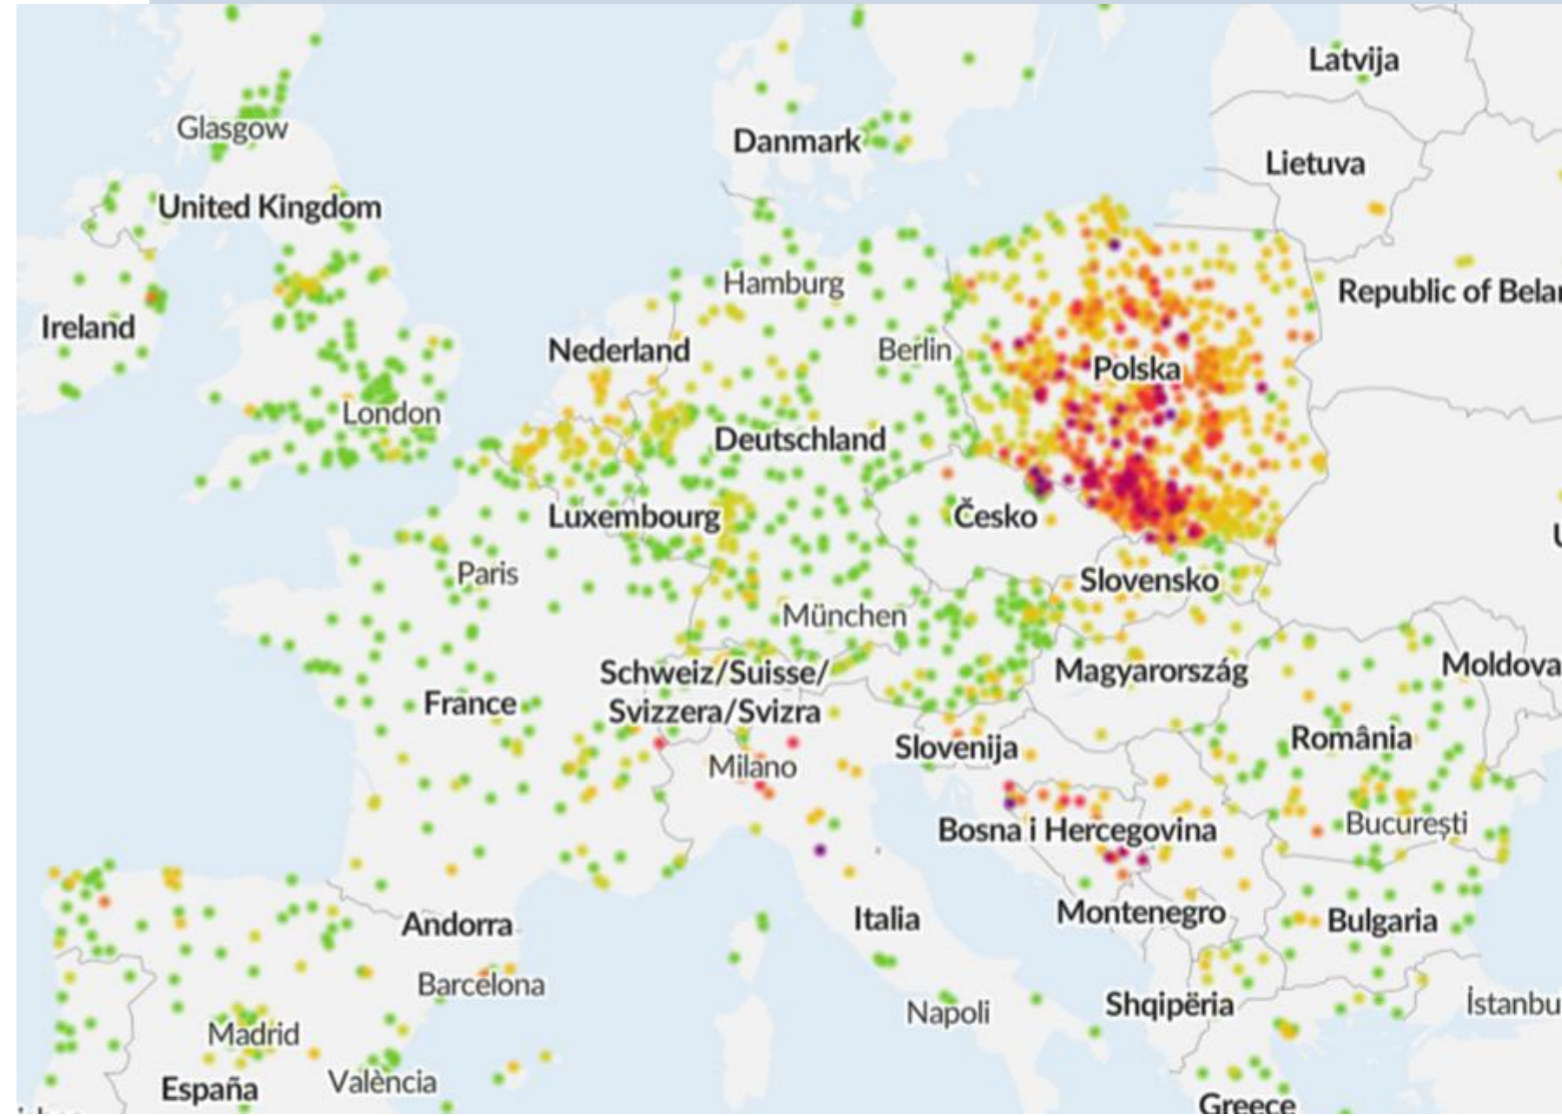 Latvija
Glasgow
Danmark
Lietuva
United Kingdom
Hamburg
Republic of Belar
Ireland
Nederland
Berlin
Polska
London
Deutschland
Luxembourg
Česko
Paris
Slovensko
München
Schweiz/Suisse/
Svizzera/Svizra
Magyarország
Moldova
France
Slovenija
România
Milano
Bosna i Hercegovina
București
Andorra
Italia
Montenegro
Bulgaria
Barcelona
Napoli
Shqipëria
İstanbu
Madrid
València
España
Greece